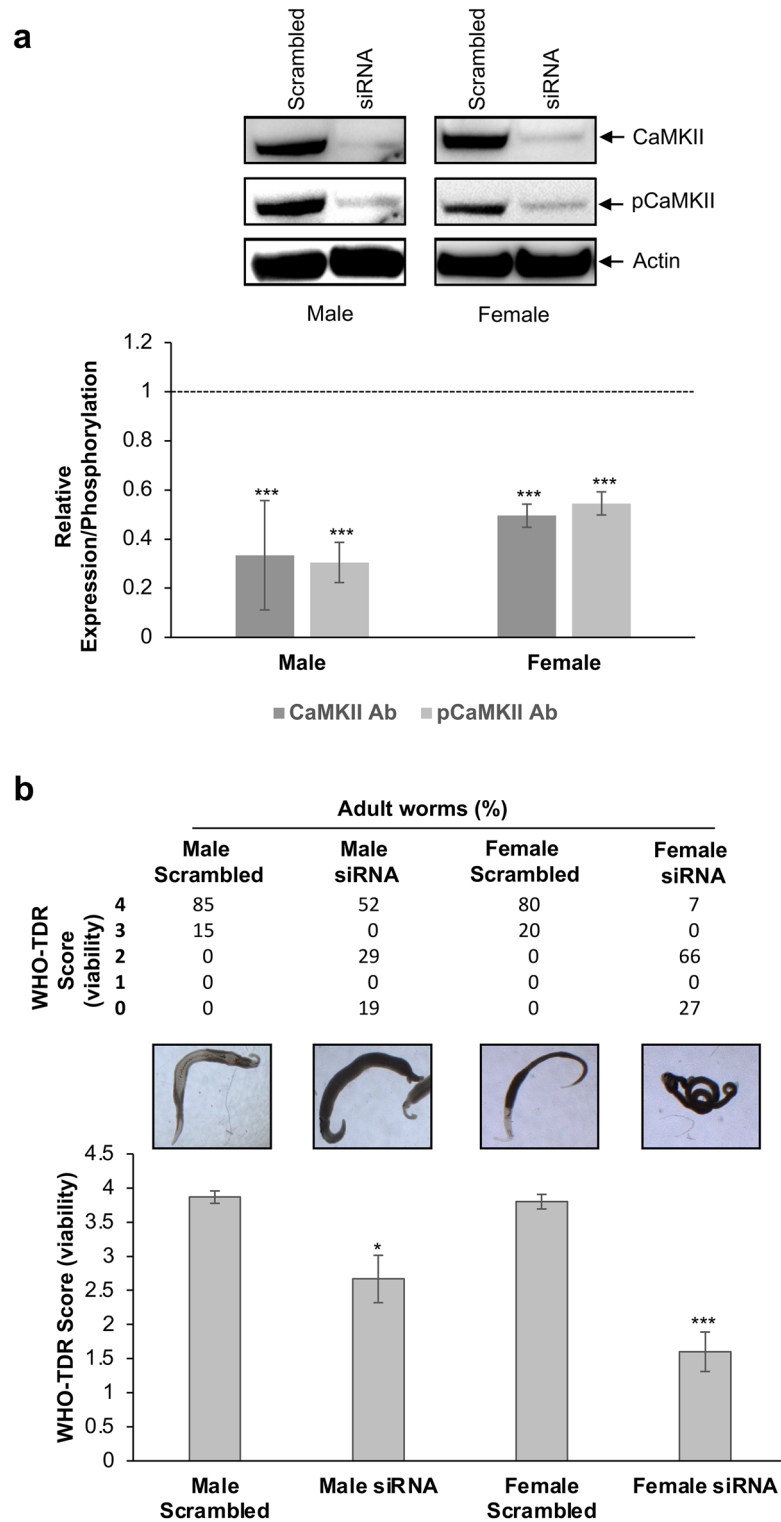 a
Scrambled
siRNA
Scrambled
siRNA
CaMKII
pCaMKII
Actin
Male
Female
Relative
Expression/Phosphorylation
1.2
1
0.8
0.6
0.4
0.2
0
***
***
***
***
Male
Female
CaMKII Ab
pCaMKII Ab
b
Adult worms (%)
Male
Scrambled
Male
siRNA
Female
Scrambled
Female
siRNA
WHO-TDR
Score
(viability)
4 85 52 80 7
3 15 0 20 0
2 0 29 0 66
1 0 0 0 0
0 0 19 0 27
WHO-TDR Score (viability)
4.5
4
3.5
3
2.5
2
1.5
1
0.5
0
*
***
Male
Scrambled
Male siRNA
Female
Scrambled
Female siRNA